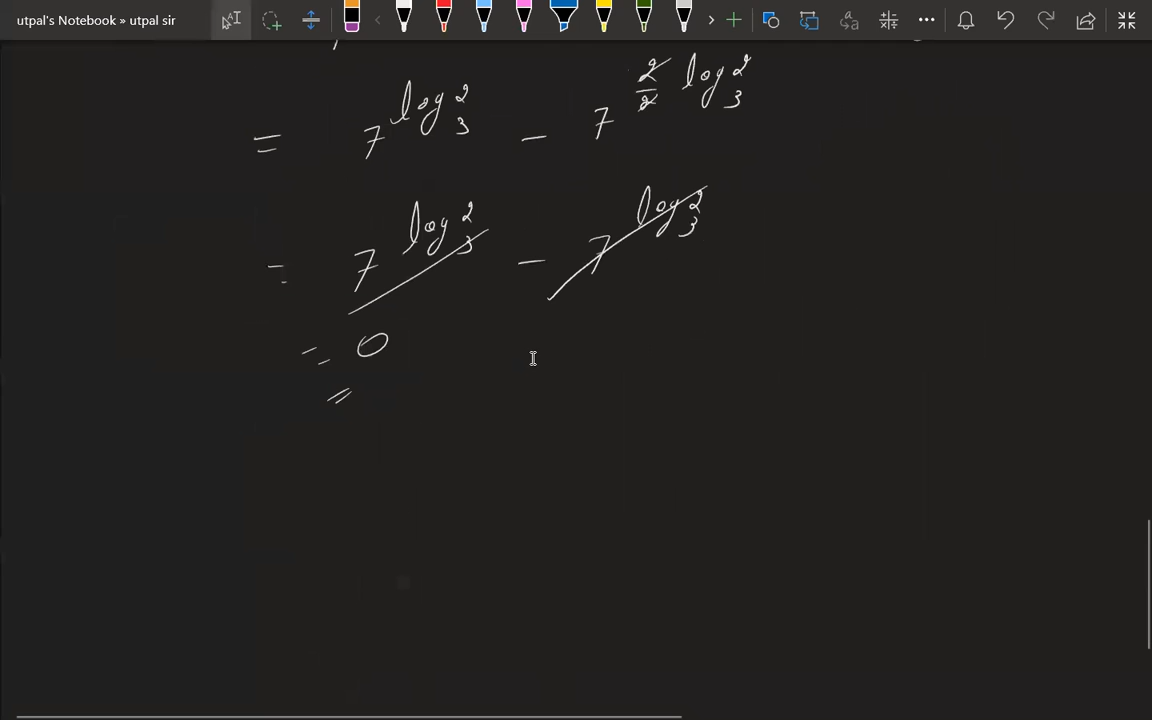 utpal's Notebook » utpal sir
= 7^{log_3 2} - 7^{\frac{2}{2} log_3 2}
= 7^{log_3 2} - 7^{log_3 2}
= 0
=